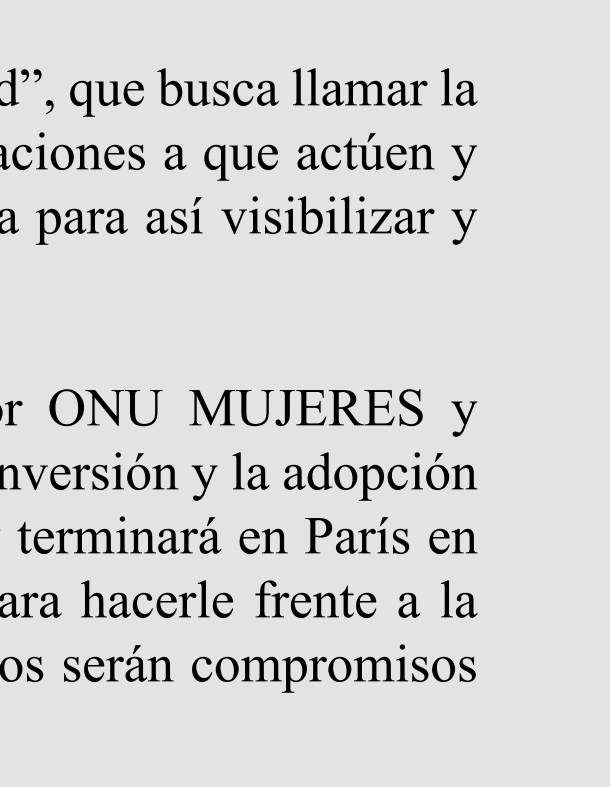 d”, que busca llamar la
aciones a que actúen y
a para así visibilizar y
or ONU MUJERES y
nversión y la adopción
terminará en París en
ara hacerle frente a la
os serán compromisos